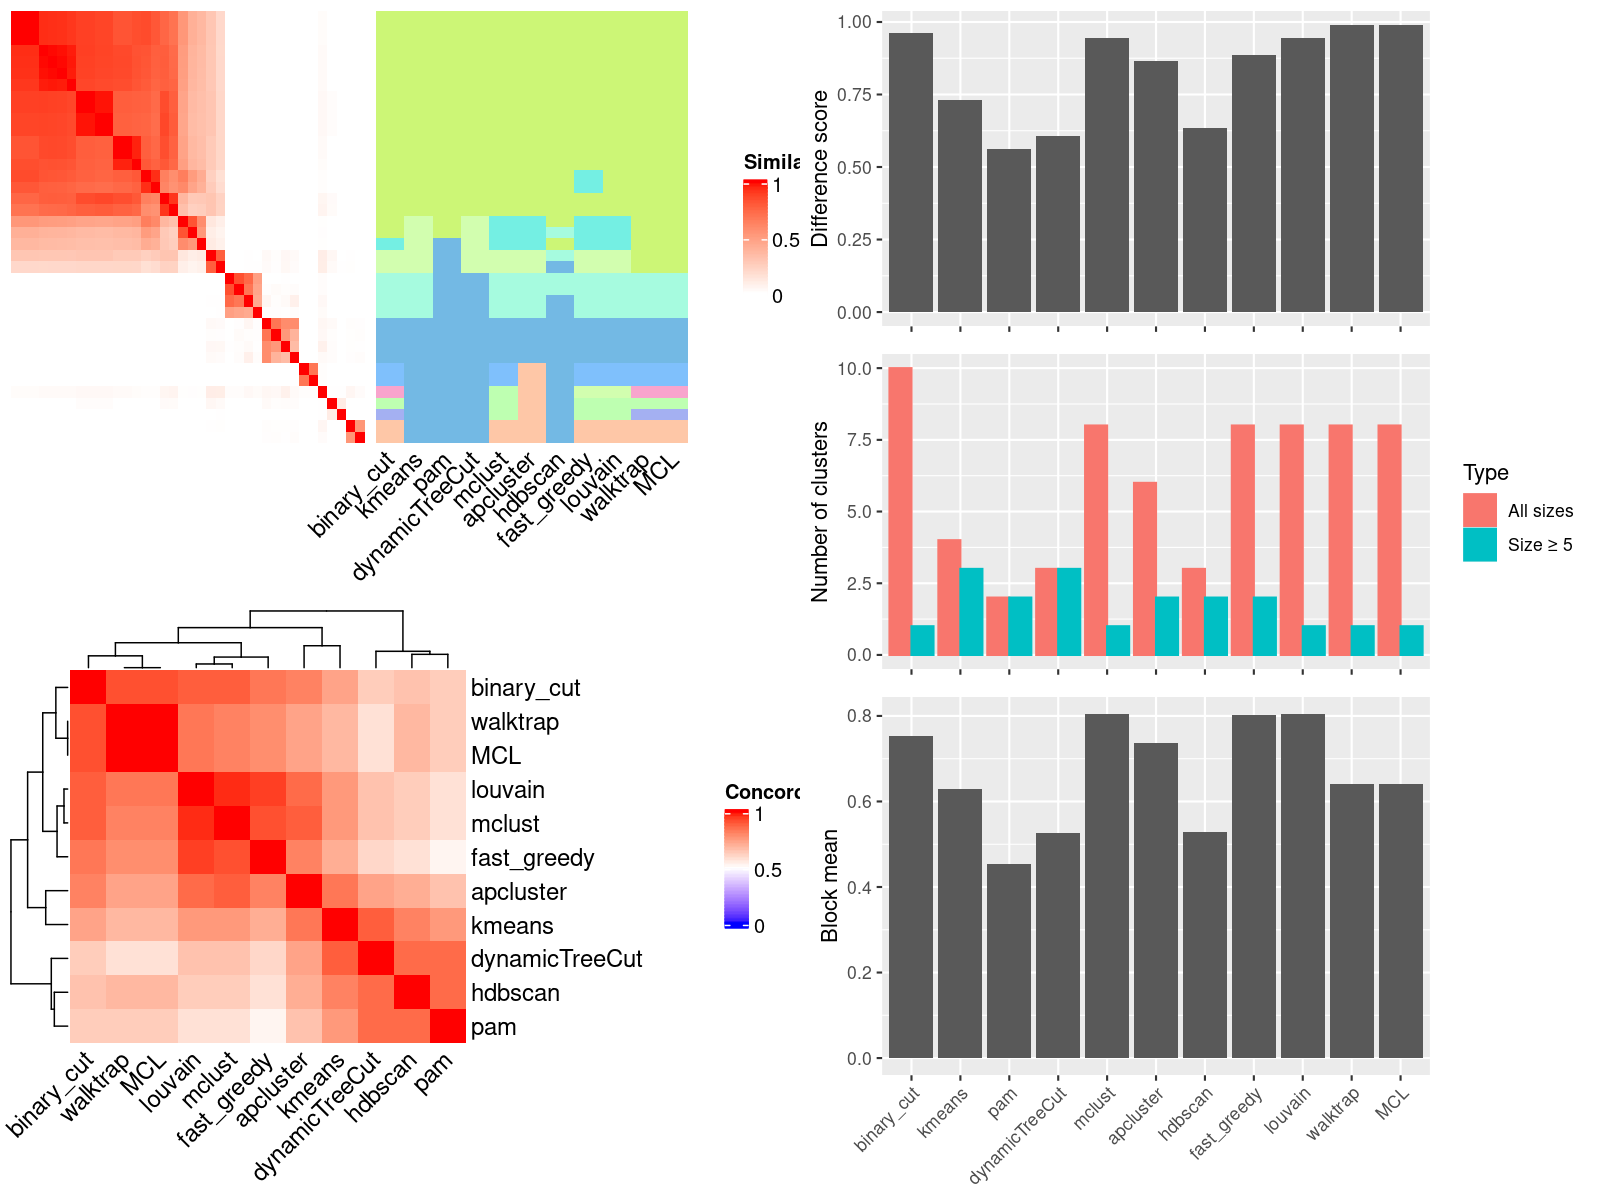 Simila
1
0.5
0
binary_cut
kmeans
pam
dynamicTreeCut
mclust
apcluster
hdbscan
fast_greedy
louvain
walktrap
MCL
binary_cut
walktrap
MCL
louvain
mclust
fast_greedy
apcluster
kmeans
dynamicTreeCut
hdbscan
pam
binary_cut
walktrap
MCL
louvain
mclust
fast_greedy
apcluster
kmeans
dynamicTreeCut
hdbscan
pam
Concord
1
0.5
0
Difference score
1.00
0.75
0.50
0.25
0.00
Number of clusters
10.0
7.5
5.0
2.5
0.0
Type
All sizes
Size ≥ 5
Block mean
0.8
0.6
0.4
0.2
0.0
binary_cut
kmeans
pam
dynamicTreeCut
mclust
apcluster
hdbscan
fast_greedy
louvain
walktrap
MCL